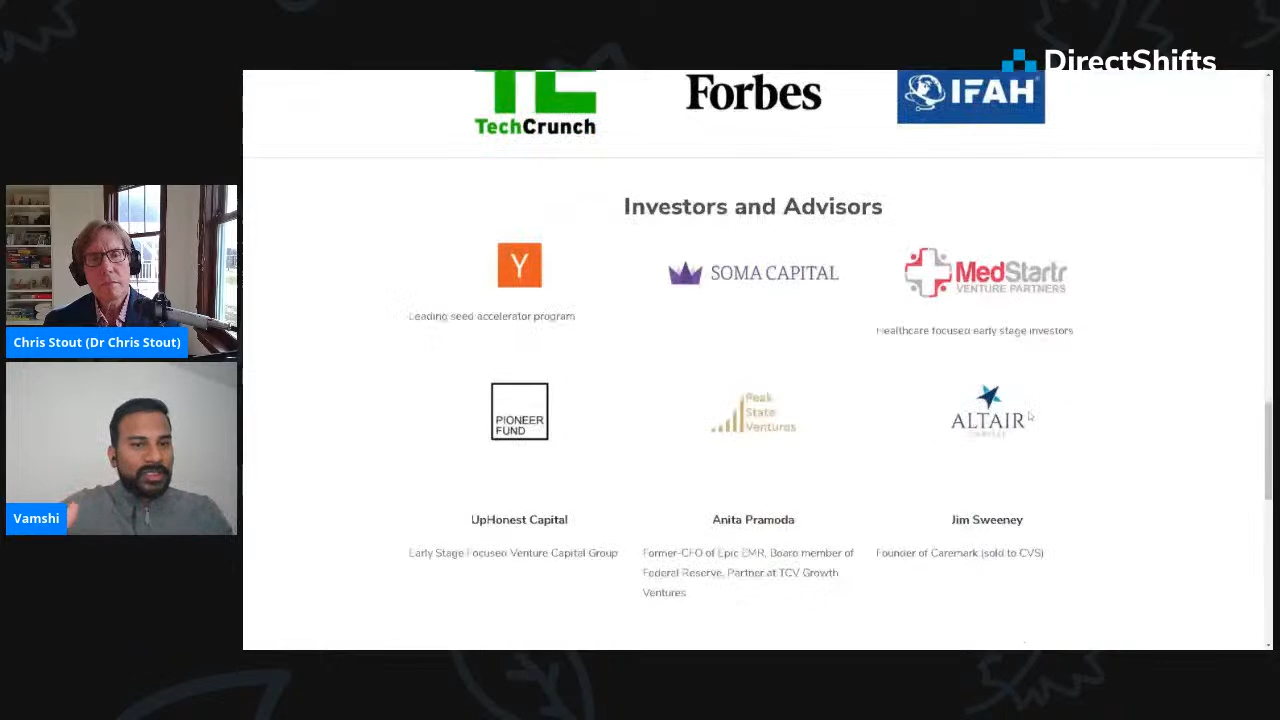 DirectShifts
TechCrunch
Forbes
IFAH
Investors and Advisors
Y
SOMA CAPITAL
MedStartr
VENTURE PARTNERS
Leading seed accelerator program
Healthcare focused early stage investors
PIONEER
FUND
Peak
State
Ventures
ALTAIR
UpHonest Capital
Anita Pramoda
Jim Sweeney
Early Stage Focused Venture Capital Group
Former-CFO of Epic EMR, Board member of
Federal Reserve, Partner at TCV Growth
Ventures
Founder of Caremark (sold to CVS)
Chris Stout (Dr Chris Stout)
Vamshi